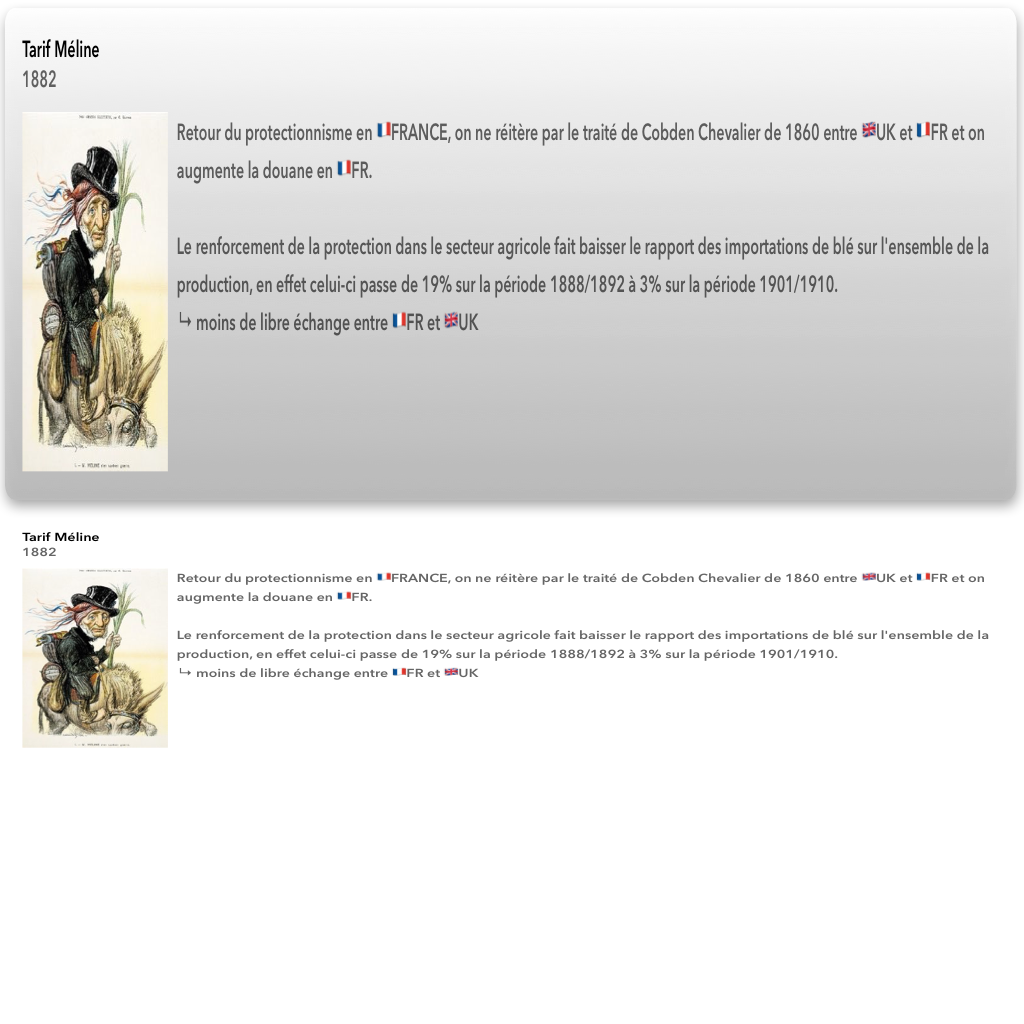 Tarif Méline
1882
Retour du protectionnisme en 🇫🇷FRANCE, on ne réitère par le traité de Cobden Chevalier de 1860 entre 🇬🇧UK et 🇫🇷FR et on
augmente la douane en 🇫🇷FR.
Le renforcement de la protection dans le secteur agricole fait baisser le rapport des importations de blé sur l'ensemble de la
production, en effet celui-ci passe de 19% sur la période 1888/1892 à 3% sur la période 1901/1910.
↳ moins de libre échange entre 🇫🇷FR et 🇬🇧UK
Tarif Méline
1882
Retour du protectionnisme en 🇫🇷FRANCE, on ne réitère par le traité de Cobden Chevalier de 1860 entre 🇬🇧UK et 🇫🇷FR et on
augmente la douane en 🇫🇷FR.
Le renforcement de la protection dans le secteur agricole fait baisser le rapport des importations de blé sur l'ensemble de la
production, en effet celui-ci passe de 19% sur la période 1888/1892 à 3% sur la période 1901/1910.
↳ moins de libre échange entre 🇫🇷FR et 🇬🇧UK